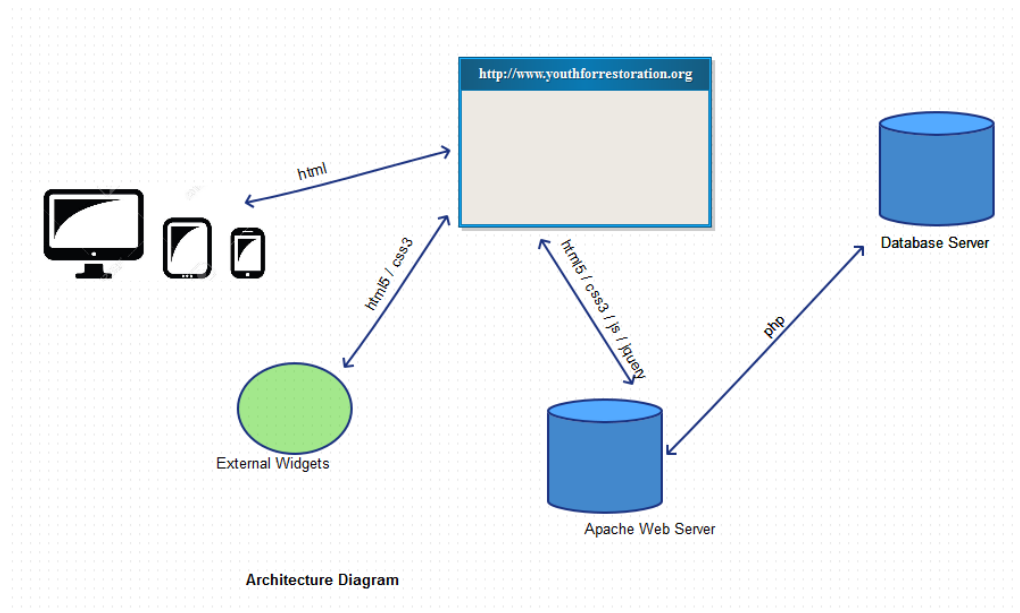 http://www.youthforrestoration.org
html
html5 / css3
html5 / css3 / js / jquery
php
Database Server
External Widgets
Apache Web Server
Architecture Diagram